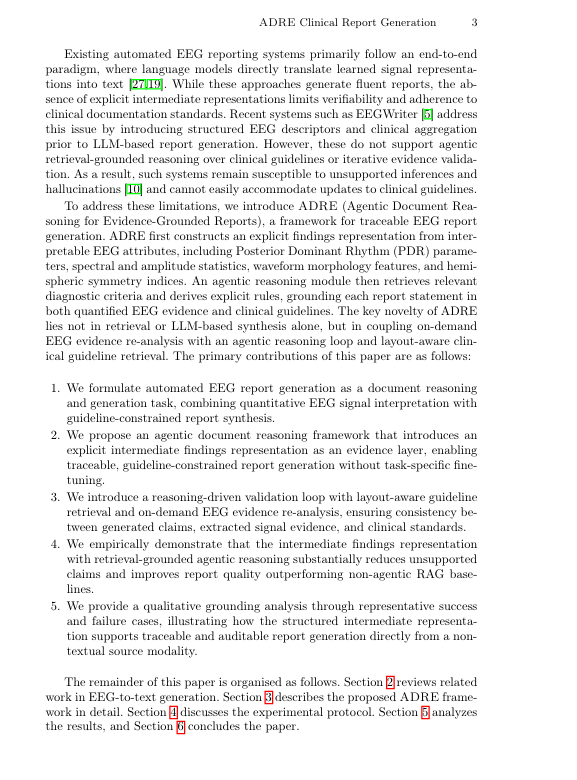 ADRE Clinical Report Generation 3
Existing automated EEG reporting systems primarily follow an end-to-end
paradigm, where language models directly translate learned signal representa-
tions into text [27,19]. While these approaches generate fluent reports, the ab-
sence of explicit intermediate representations limits verifiability and adherence to
clinical documentation standards. Recent systems such as EEGWriter [5] address
this issue by introducing structured EEG descriptors and clinical aggregation
prior to LLM-based report generation. However, these do not support agentic
retrieval-grounded reasoning over clinical guidelines or iterative evidence valida-
tion. As a result, such systems remain susceptible to unsupported inferences and
hallucinations [10] and cannot easily accommodate updates to clinical guidelines.
To address these limitations, we introduce ADRE (Agentic Document Rea-
soning for Evidence-Grounded Reports), a framework for traceable EEG report
generation. ADRE first constructs an explicit findings representation from inter-
pretable EEG attributes, including Posterior Dominant Rhythm (PDR) parame-
ters, spectral and amplitude statistics, waveform morphology features, and hemi-
spheric symmetry indices. An agentic reasoning module then retrieves relevant
diagnostic criteria and derives explicit rules, grounding each report statement in
both quantified EEG evidence and clinical guidelines. The key novelty of ADRE
lies not in retrieval or LLM-based synthesis alone, but in coupling on-demand
EEG evidence re-analysis with an agentic reasoning loop and layout-aware clin-
ical guideline retrieval. The primary contributions of this paper are as follows:
1. We formulate automated EEG report generation as a document reasoning
and generation task, combining quantitative EEG signal interpretation with
guideline-constrained report synthesis.
2. We propose an agentic document reasoning framework that introduces an
explicit intermediate findings representation as an evidence layer, enabling
traceable, guideline-constrained report generation without task-specific fine-
tuning.
3. We introduce a reasoning-driven validation loop with layout-aware guideline
retrieval and on-demand EEG evidence re-analysis, ensuring consistency be-
tween generated claims, extracted signal evidence, and clinical standards.
4. We empirically demonstrate that the intermediate findings representation
with retrieval-grounded agentic reasoning substantially reduces unsupported
claims and improves report quality outperforming non-agentic RAG base-
lines.
5. We provide a qualitative grounding analysis through representative success
and failure cases, illustrating how the structured intermediate representa-
tion supports traceable and auditable report generation directly from a non-
textual source modality.
The remainder of this paper is organised as follows. Section 2 reviews related
work in EEG-to-text generation. Section 3 describes the proposed ADRE frame-
work in detail. Section 4 discusses the experimental protocol. Section 5 analyzes
the results, and Section 6 concludes the paper.